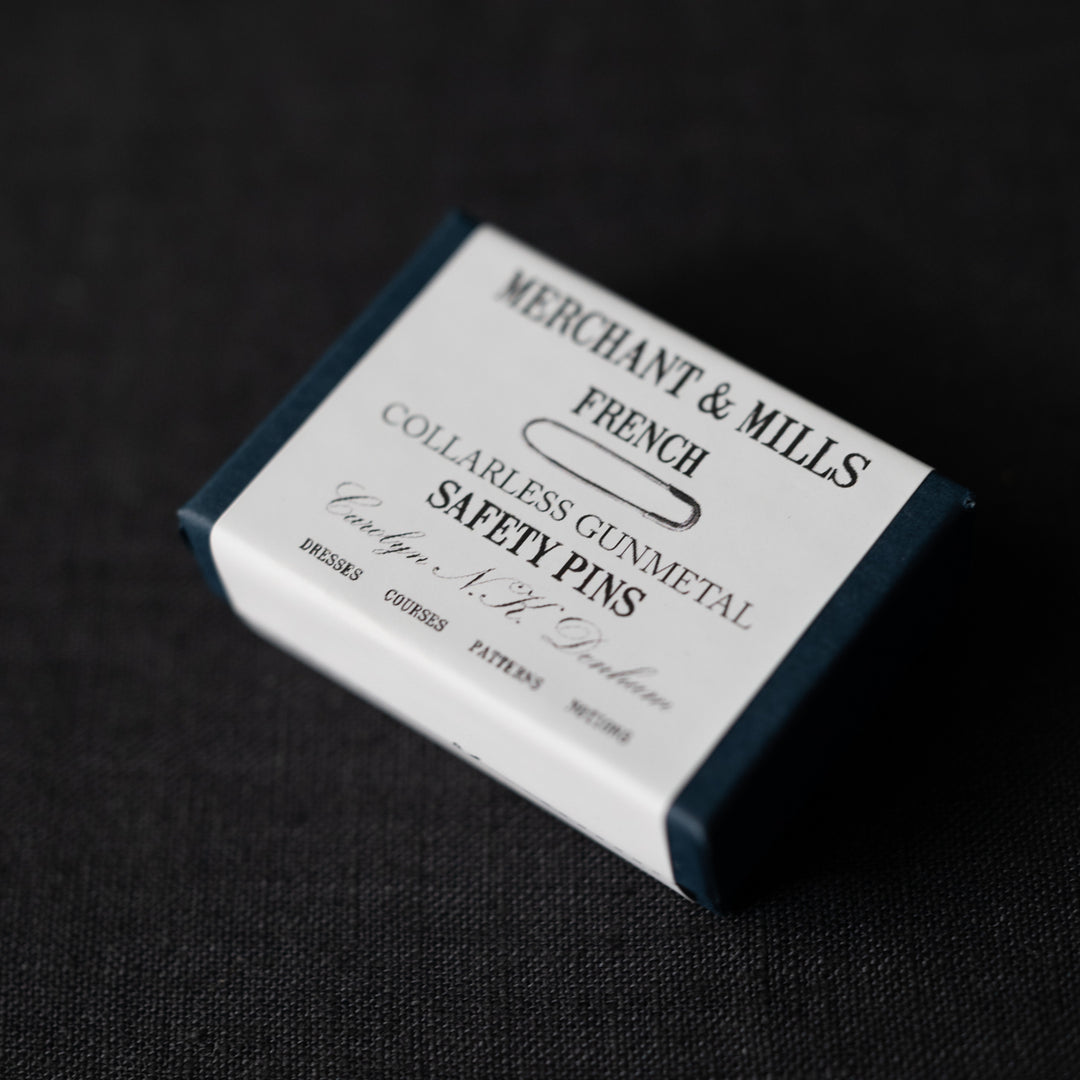 MERCHANT & MILLS
FRENCH
COLLARLESS GUNMETAL
SAFETY PINS
Carolyn N.K. Denham
DRESSES COURSES PATTERNS NOTIONS